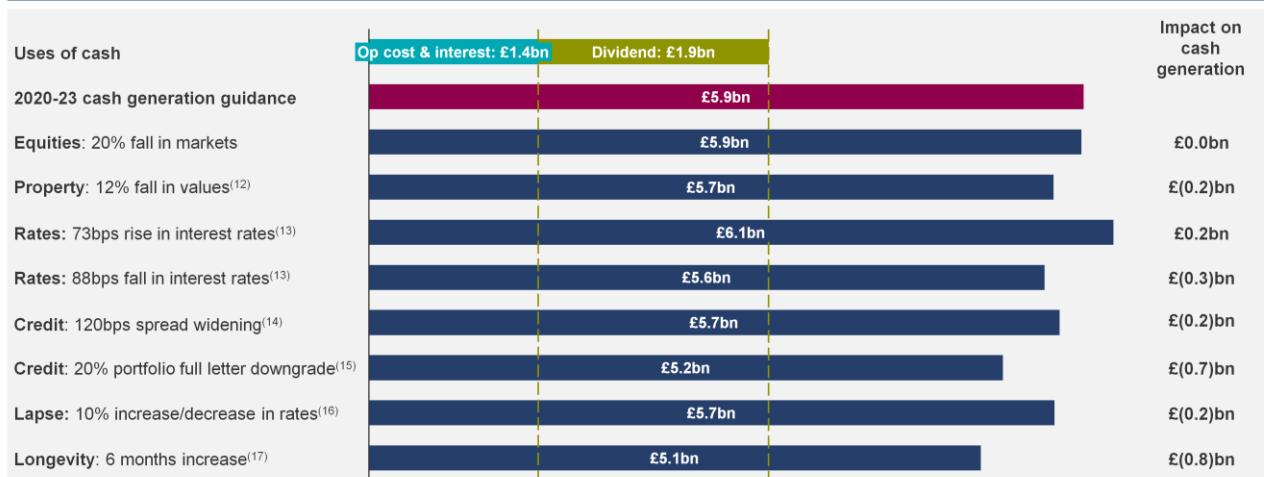 Impact on
cash
generation
Uses of cash Op cost & interest: £1.4bn Dividend: £1.9bn
2020-23 cash generation guidance £5.9bn
Equities: 20% fall in markets £5.9bn £0.0bn
Property: 12% fall in values(12) £5.7bn £(0.2)bn
Rates: 73bps rise in interest rates(13) £6.1bn £0.2bn
Rates: 88bps fall in interest rates(13) £5.6bn £(0.3)bn
Credit: 120bps spread widening(14) £5.7bn £(0.2)bn
Credit: 20% portfolio full letter downgrade(15) £5.2bn £(0.7)bn
Lapse: 10% increase/decrease in rates(16) £5.7bn £(0.2)bn
Longevity: 6 months increase(17) £5.1bn £(0.8)bn